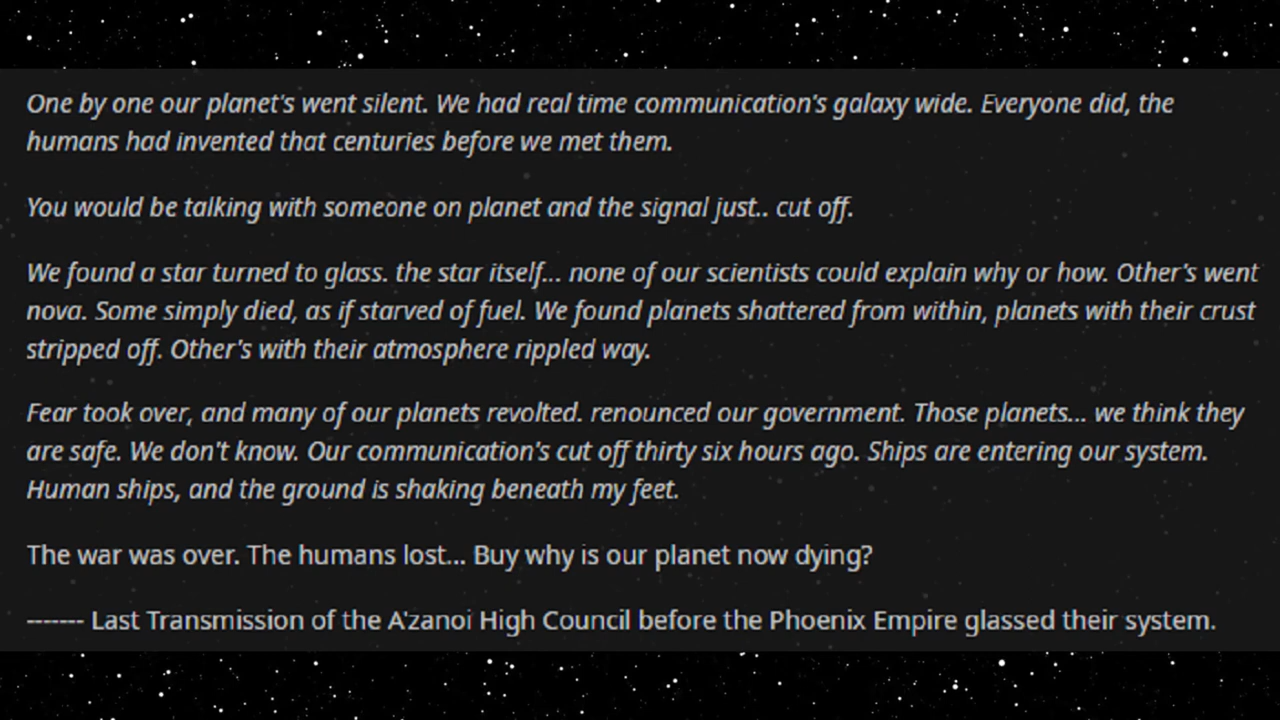 One by one our planet's went silent. We had real time communication's galaxy wide. Everyone did, the
humans had invented that centuries before we met them.
You would be talking with someone on planet and the signal just.. cut off.
We found a star turned to glass. the star itself... none of our scientists could explain why or how. Other's went
nova. Some simply died, as if starved of fuel. We found planets shattered from within, planets with their crust
stripped off. Other's with their atmosphere rippled way.
Fear took over, and many of our planets revolted. renounced our government. Those planets... we think they
are safe. We don't know. Our communication's cut off thirty six hours ago. Ships are entering our system.
Human ships, and the ground is shaking beneath my feet.
The war was over. The humans lost... Buy why is our planet now dying?
------- Last Transmission of the A'zanoi High Council before the Phoenix Empire glassed their system.